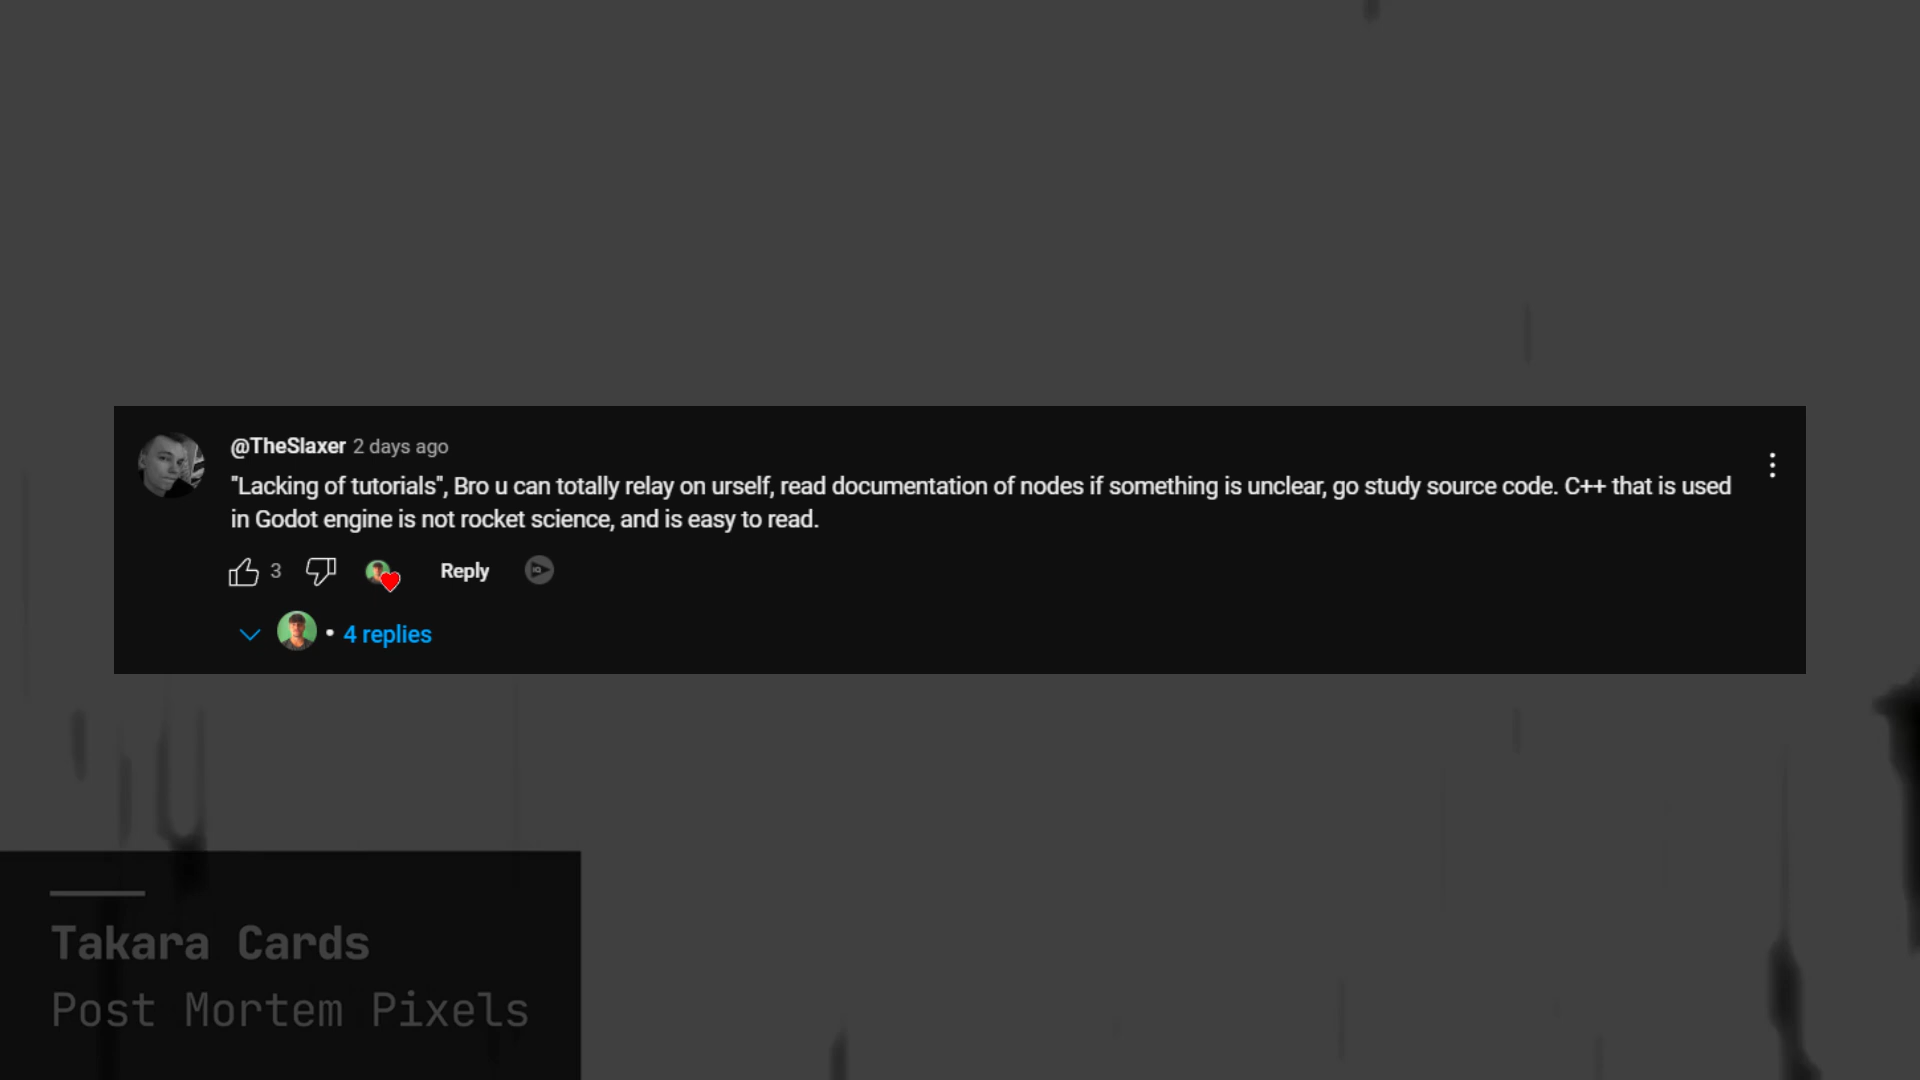 @TheSlaxer 2 days ago
"Lacking of tutorials", Bro u can totally relay on urself, read documentation of nodes if something is unclear, go study source code. C++ that is used
in Godot engine is not rocket science, and is easy to read.
3 Reply
• 4 replies
Takara Cards
Post Mortem Pixels